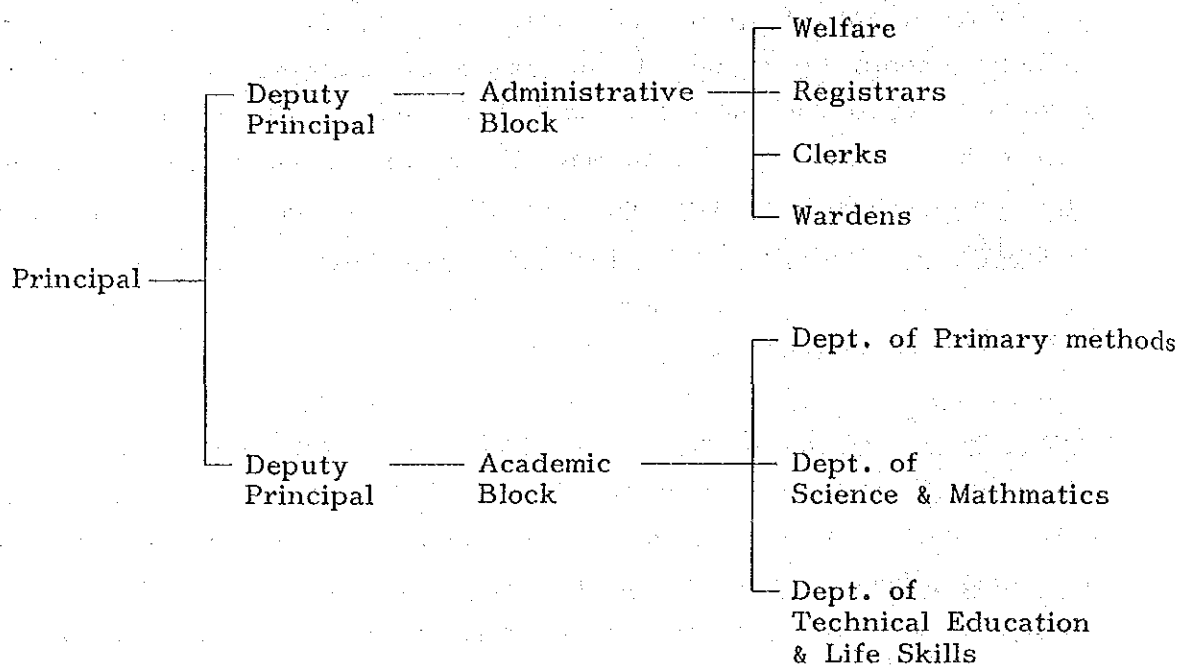 Welfare
Deputy
Principal
Administrative
Block
Registrars
Clerks
Wardens
Principal
Dept. of Primary methods
Deputy
Principal
Academic
Block
Dept. of
Science & Mathmatics
Dept. of
Technical Education
& Life Skills